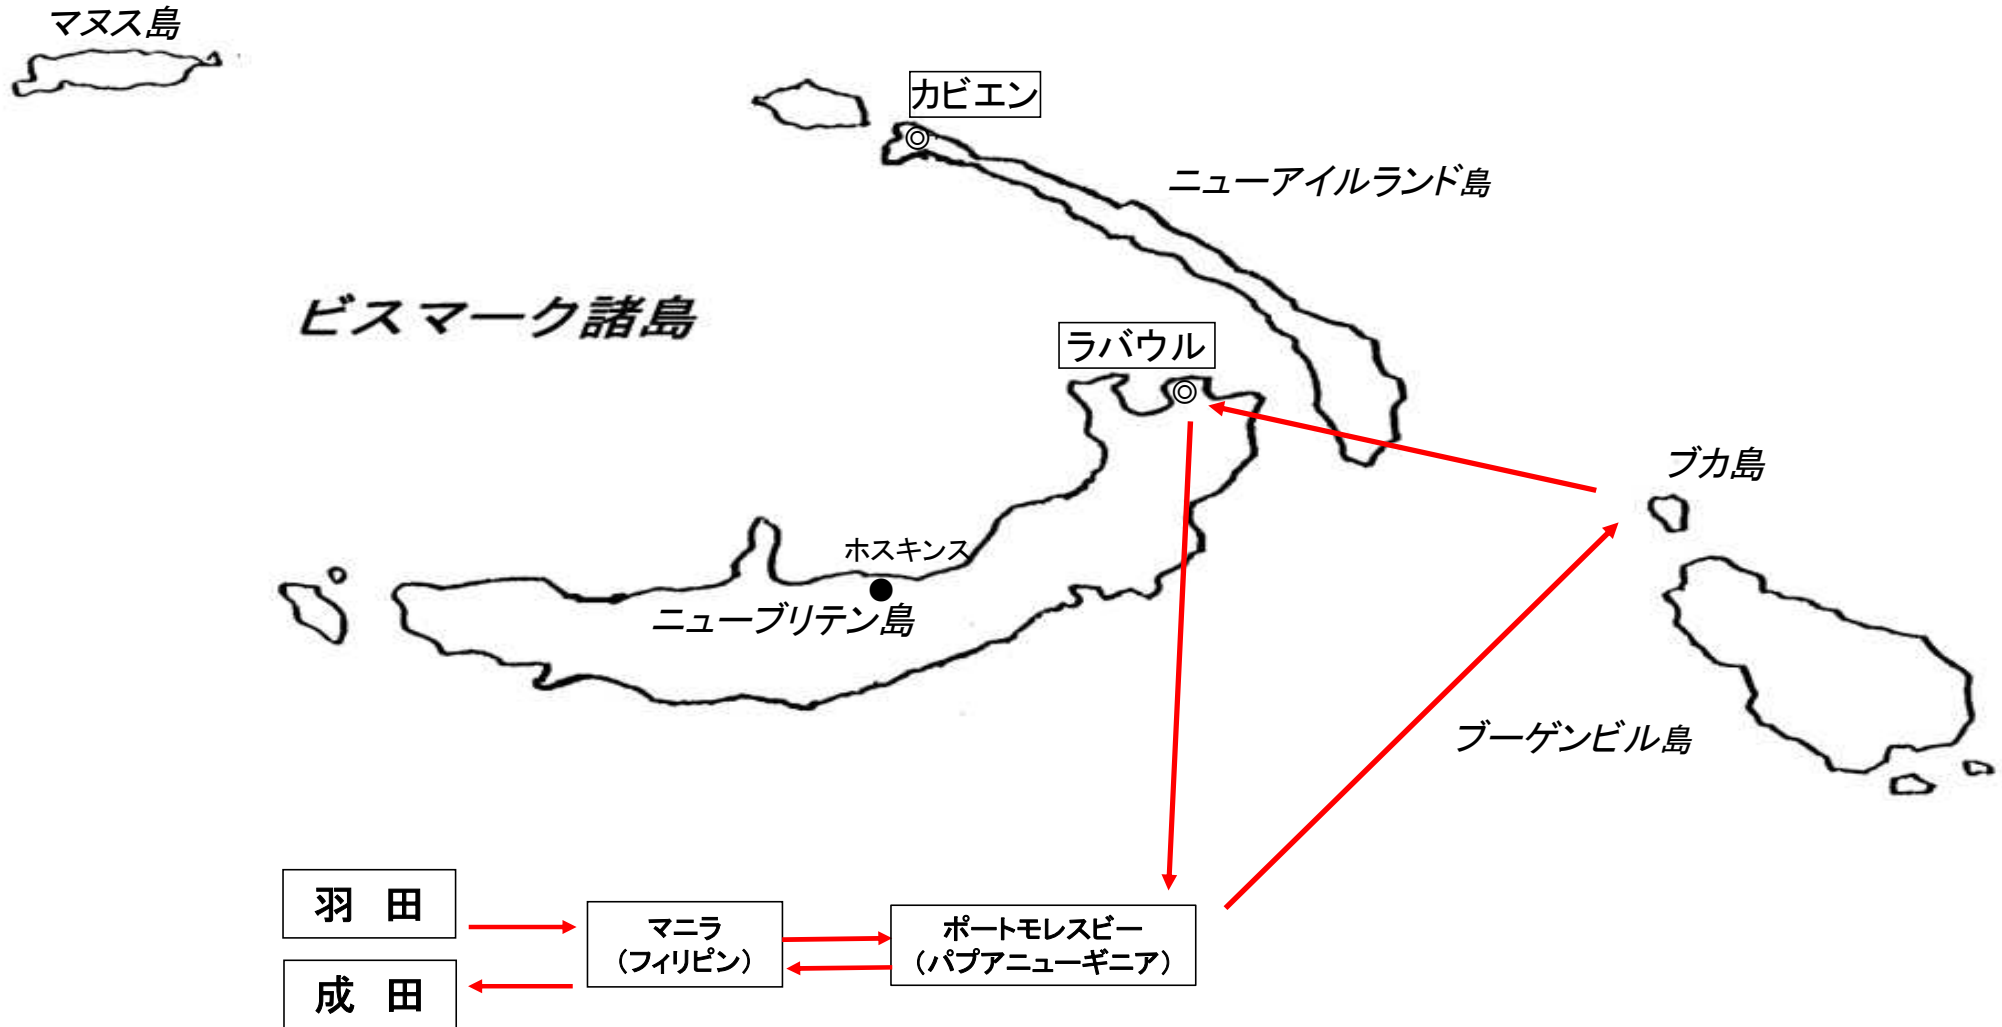 マヌス島
カビエン
ニューアイルランド島
ビスマーク諸島
ラバウル
ブカ島
ホスキンス
ニューブリテン島
ブーゲンビル島
羽　田
マニラ
（フィリピン）
ポートモレスビー
（パプアニューギニア）
成　田